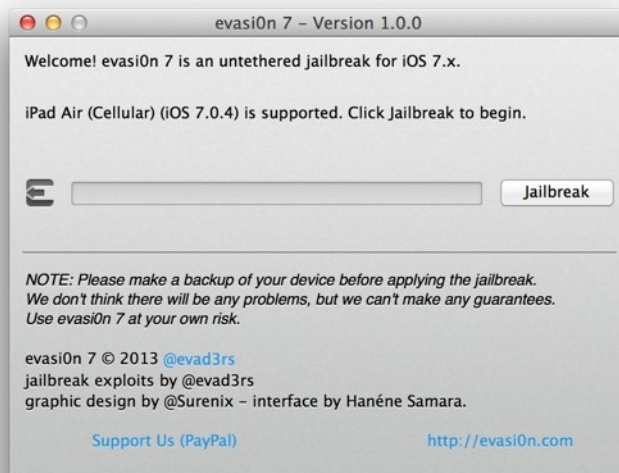 evasi0n 7 – Version 1.0.0
Welcome! evasi0n 7 is an untethered jailbreak for iOS 7.x.
iPad Air (Cellular) (iOS 7.0.4) is supported. Click Jailbreak to begin.
Jailbreak
NOTE: Please make a backup of your device before applying the jailbreak.
We don't think there will be any problems, but we can't make any guarantees.
Use evasi0n 7 at your own risk.
evasi0n 7 © 2013 @evad3rs
jailbreak exploits by @evad3rs
graphic design by @Surenix – interface by Hanéne Samara.
Support Us (PayPal) http://evasi0n.com